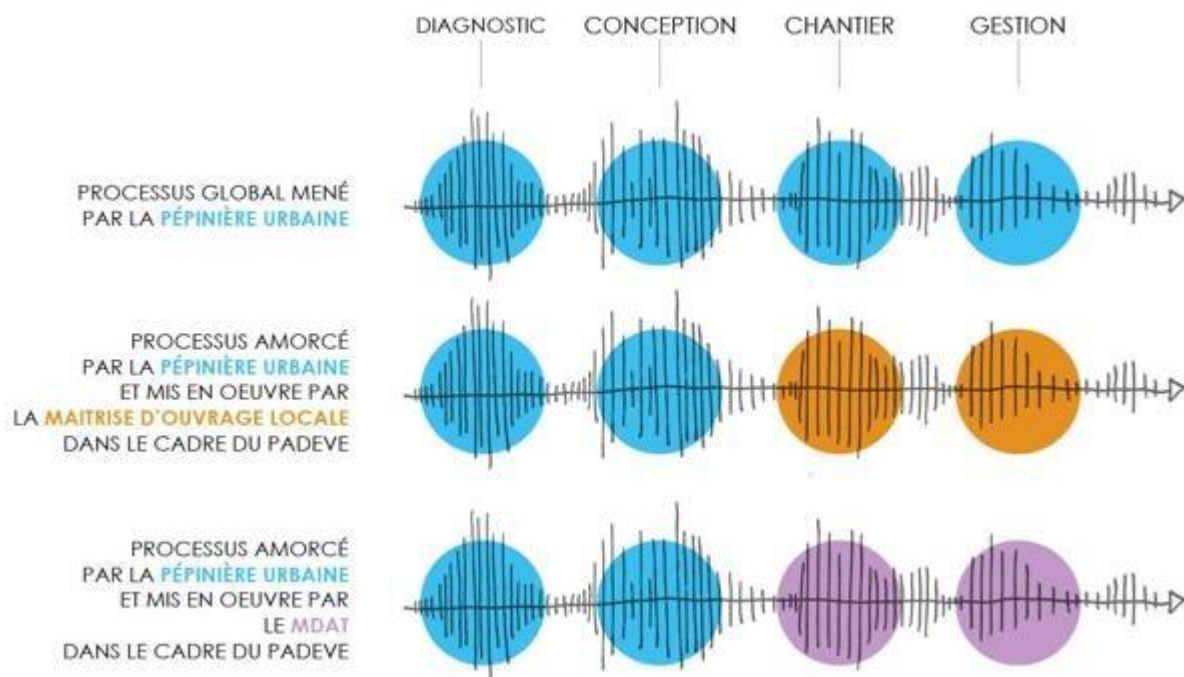 DIAGNOSTIC CONCEPTION CHANTIER GESTION
PROCESSUS GLOBAL MENÉ
PAR LA PÉPINIÈRE URBAINE
PROCESSUS AMORCÉ
PAR LA PÉPINIÈRE URBAINE
ET MIS EN OEUVRE PAR
LA MAITRISE D'OUVRAGE LOCALE
DANS LE CADRE DU PADEVE
PROCESSUS AMORCÉ
PAR LA PÉPINIÈRE URBAINE
ET MIS EN OEUVRE PAR
LE MDAT
DANS LE CADRE DU PADEVE